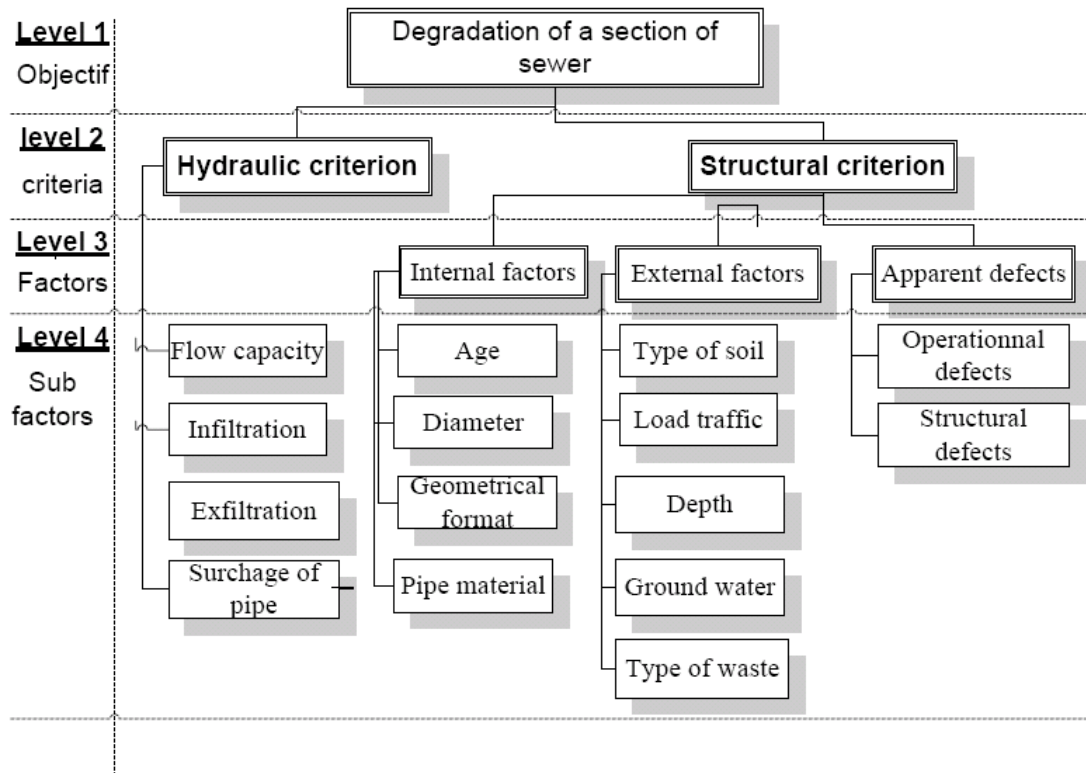 Level 1
Objectif
Degradation of a section of
sewer
level 2
criteria
Hydraulic criterion
Structural criterion
Level 3
Factors
Internal factors
External factors
Apparent defects
Level 4
Sub
factors
Flow capacity
Infiltration
Exfiltration
Surchage of
pipe
Age
Diameter
Geometrical
format
Pipe material
Type of soil
Load traffic
Depth
Ground water
Type of waste
Operationnal
defects
Structural
defects